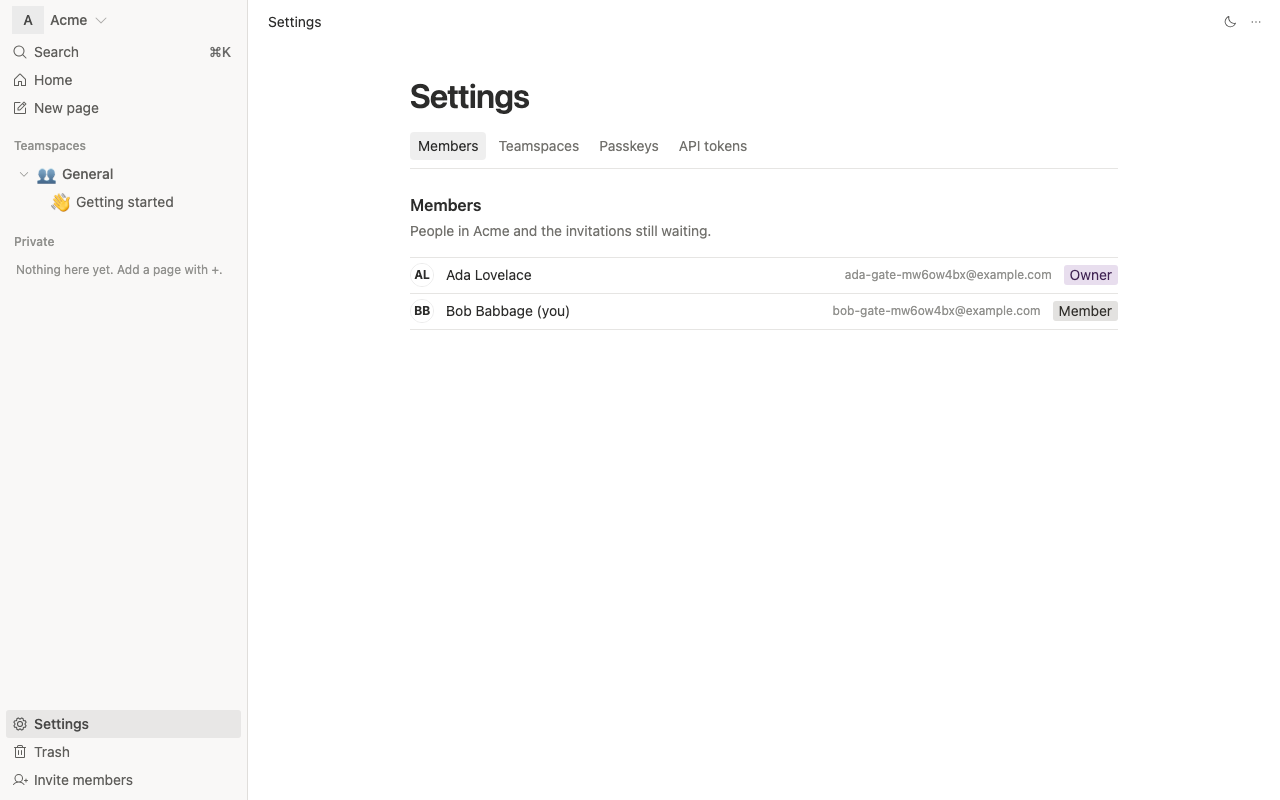 A Acme
Search ⌘K
Home
New page
Teamspaces
General
Getting started
Private
Nothing here yet. Add a page with +.
Settings
Trash
Invite members
Settings
Settings
Members Teamspaces Passkeys API tokens
Members
People in Acme and the invitations still waiting.
AL Ada Lovelace ada-gate-mw6ow4bx@example.com Owner
BB Bob Babbage (you) bob-gate-mw6ow4bx@example.com Member